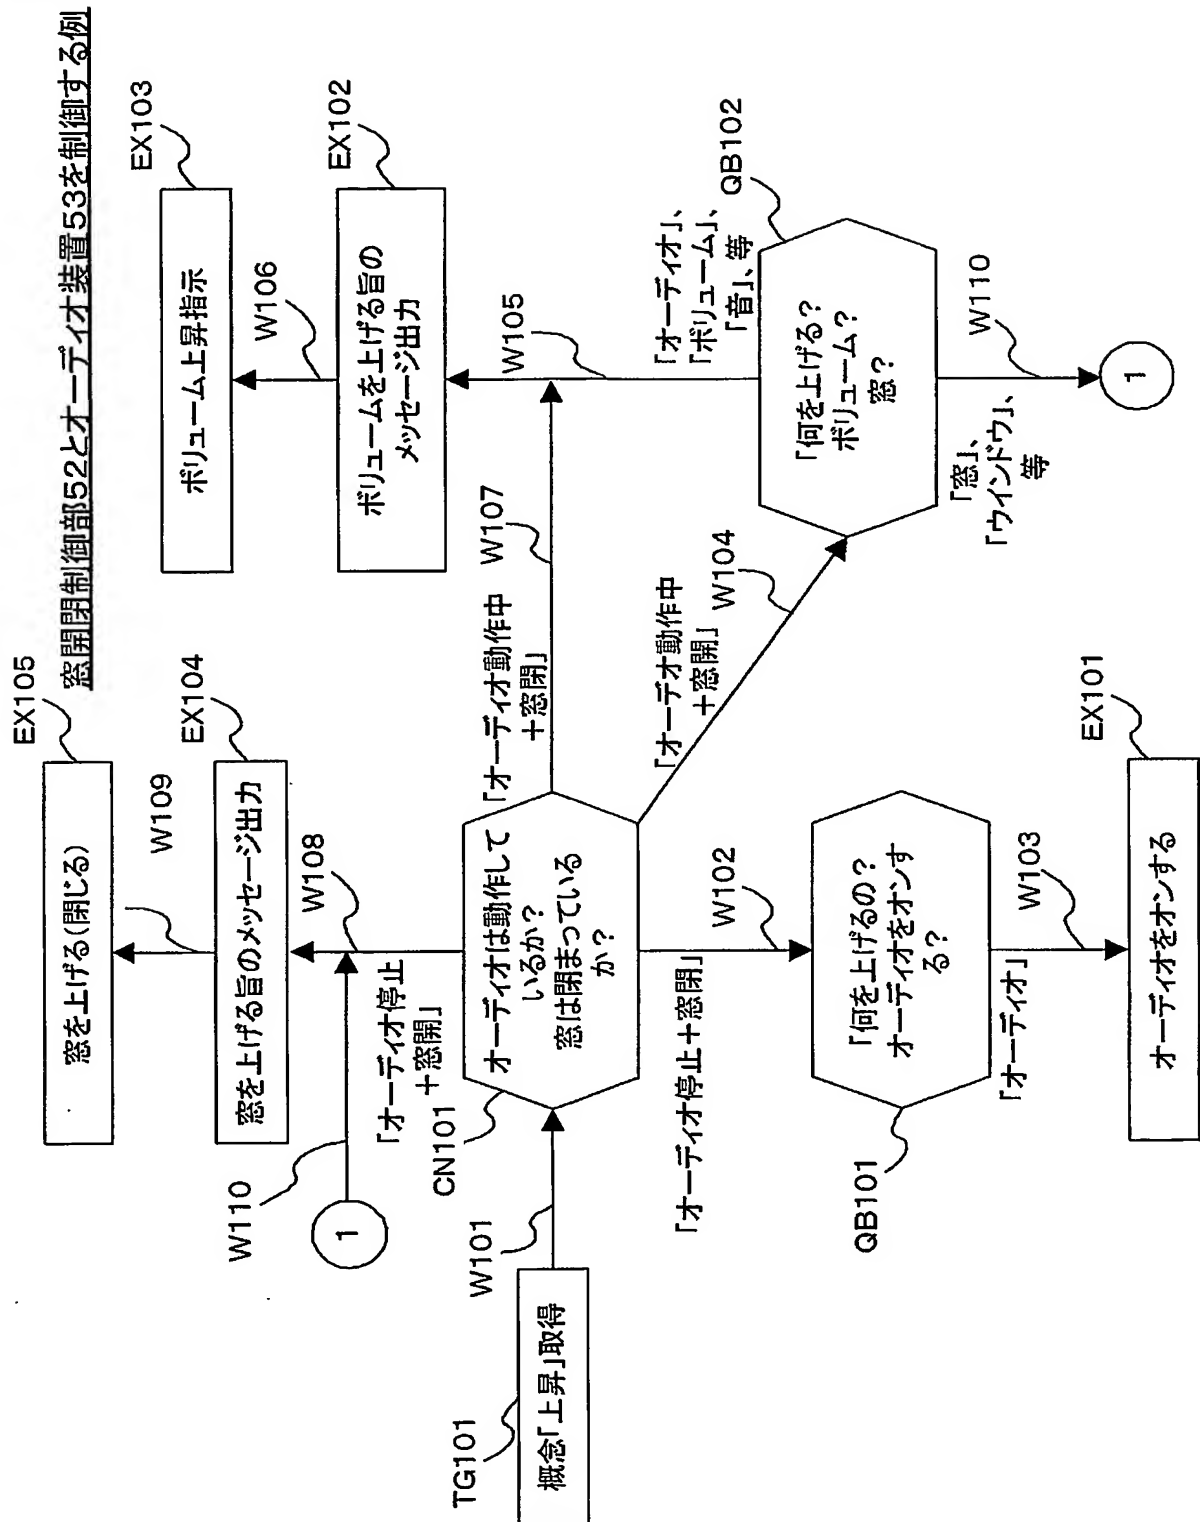 窓開閉制御部52とオーディオ装置53を制御する例
TG101
概念「上昇」取得
W101
W110
1
CN101
オーディオは動作して
いるか?
窓は閉まっている
か?
「オーディオ停止
+窓開」
W108
EX104
窓を上げる旨のメッセージ出力
W109
EX105
窓を上げる(閉じる)
「オーディオ動作中
+窓閉」
W107
「オーディオ動作中
+窓開」
W104
「オーディオ停止+窓閉」
W102
QB101
「何を上げるの?
オーディオをオンす
る?
「オーディオ」
W103
EX101
オーディオをオンする
EX103
ボリューム上昇指示
W106
EX102
ボリュームを上げる旨の
メッセージ出力
W105
「オーディオ」、
「ボリューム」、
「音」、等
QB102
「何を上げる?
ボリューム?
窓?
「窓」、
「ウインドウ」、
等
W110
1